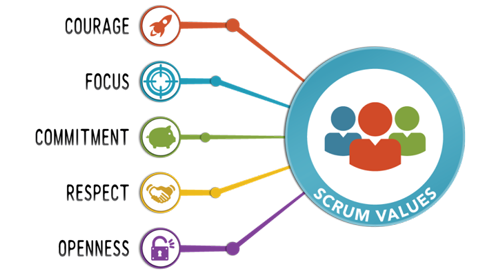 COURAGE
FOCUS
COMMITMENT
RESPECT
OPENNESS
SCRUM VALUES